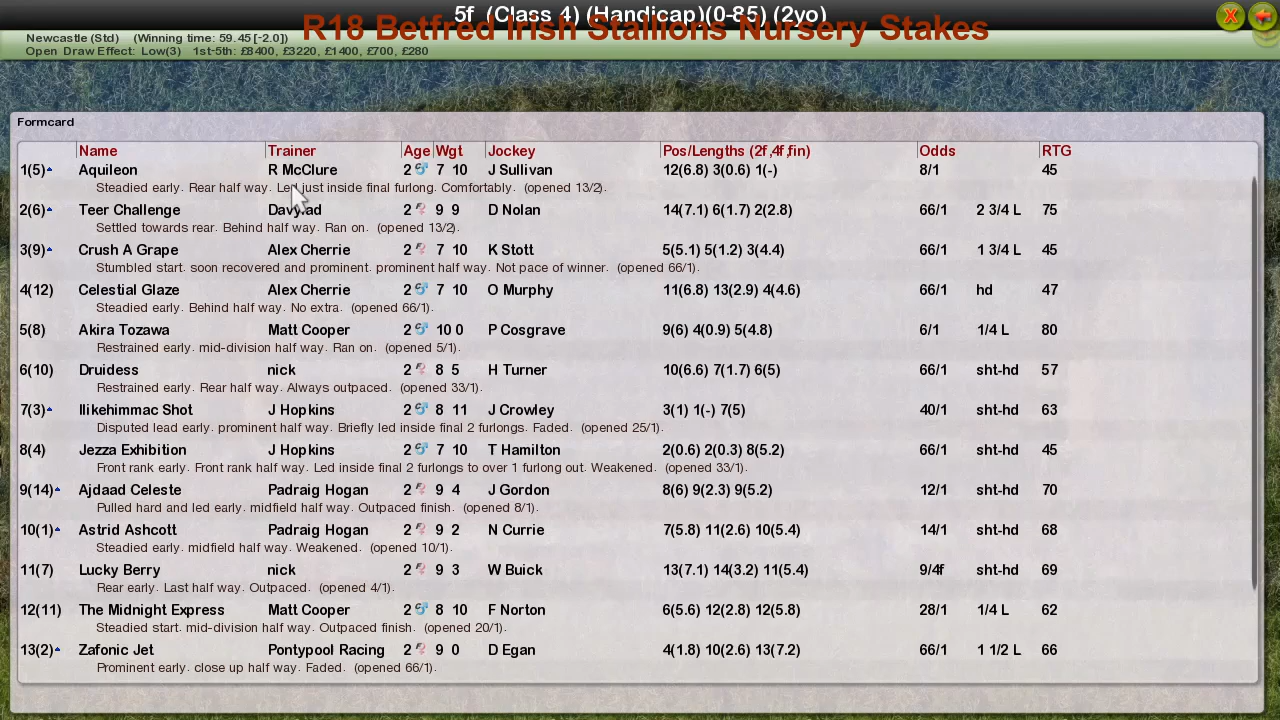 5f (Class 4) (Handicap)(0-85) (2yo)
R18 Betfred Irish Stallions Nursery Stakes
Newcastle (Std) (Winning time: 59.45 [-2.0])
Open Draw Effect: Low(3) 1st-5th: £8400, £3220, £1400, £700, £280
Formcard
Name Trainer Age Wgt Jockey Pos/Lengths (2f,4f,fin) Odds RTG
1(5) Aquileon R McClure 2 7 10 J Sullivan 12(6.8) 3(0.6) 1(-) 8/1 45
Steadied early. Rear half way. Led just inside final furlong. Comfortably. (opened 13/2).
2(6) Teer Challenge Davyjad 2 9 9 D Nolan 14(7.1) 6(1.7) 2(2.8) 66/1 2 3/4 L 75
Settled towards rear. Behind half way. Ran on. (opened 13/2).
3(9) Crush A Grape Alex Cherrie 2 7 10 K Stott 5(5.1) 5(1.2) 3(4.4) 66/1 1 3/4 L 45
Stumbled start. soon recovered and prominent. prominent half way. Not pace of winner. (opened 66/1).
4(12) Celestial Glaze Alex Cherrie 2 7 10 O Murphy 11(6.8) 13(2.9) 4(4.6) 66/1 hd 47
Steadied early. Behind half way. No extra. (opened 66/1).
5(8) Akira Tozawa Matt Cooper 2 10 0 P Cosgrave 9(6) 4(0.9) 5(4.8) 6/1 1/4 L 80
Restrained early. mid-division half way. Ran on. (opened 5/1).
6(10) Druidess nick 2 8 5 H Turner 10(6.6) 7(1.7) 6(5) 66/1 sht-hd 57
Restrained early. Rear half way. Always outpaced. (opened 33/1).
7(3) Ilikehimmac Shot J Hopkins 2 8 11 J Crowley 3(1) 1(-) 7(5) 40/1 sht-hd 63
Disputed lead early. prominent half way. Briefly led inside final 2 furlongs. Faded. (opened 25/1).
8(4) Jezza Exhibition J Hopkins 2 7 10 T Hamilton 2(0.6) 2(0.3) 8(5.2) 66/1 sht-hd 45
Front rank early. Front rank half way. Led inside final 2 furlongs to over 1 furlong out. Weakened. (opened 33/1).
9(14) Ajdaad Celeste Padraig Hogan 2 9 4 J Gordon 8(6) 9(2.3) 9(5.2) 12/1 sht-hd 70
Pulled hard and led early. midfield half way. Outpaced finish. (opened 8/1).
10(1) Astrid Ashcott Padraig Hogan 2 9 2 N Currie 7(5.8) 11(2.6) 10(5.4) 14/1 sht-hd 68
Steadied early. midfield half way. Weakened. (opened 10/1).
11(7) Lucky Berry nick 2 9 3 W Buick 13(7.1) 14(3.2) 11(5.4) 9/4f sht-hd 69
Rear early. Last half way. Outpaced. (opened 4/1).
12(11) The Midnight Express Matt Cooper 2 8 10 F Norton 6(5.6) 12(2.8) 12(5.8) 28/1 1/4 L 62
Steadied start. mid-division half way. Outpaced finish. (opened 20/1).
13(2) Zafonic Jet Pontypool Racing 2 9 0 D Egan 4(1.8) 10(2.6) 13(7.2) 66/1 1 1/2 L 66
Prominent early. close up half way. Faded. (opened 66/1).